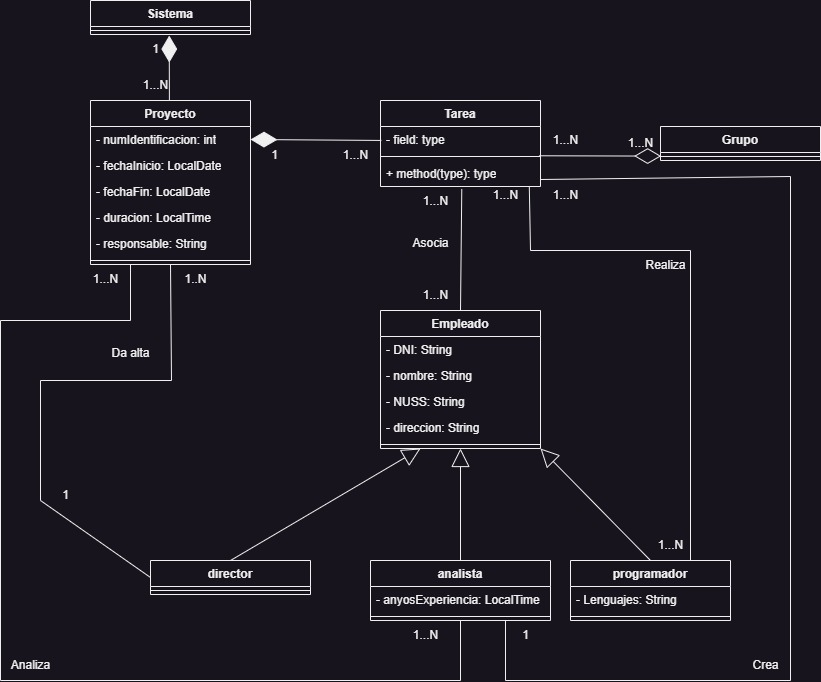 Sistema
1
1...N
Proyecto
- numIdentificacion: int
- fechaInicio: LocalDate
- fechaFin: LocalDate
- duracion: LocalTime
- responsable: String
1
1...N
Tarea
- field: type
+ method(type): type
1...N
1...N
Grupo
1...N
1...N
1...N
Asocia
1...N
Realiza
1...N
1..N
Da alta
1
Empleado
- DNI: String
- nombre: String
- NUSS: String
- direccion: String
1...N
director
analista
- anyosExperiencia: LocalTime
programador
- Lenguajes: String
1...N
1
Analiza
Crea